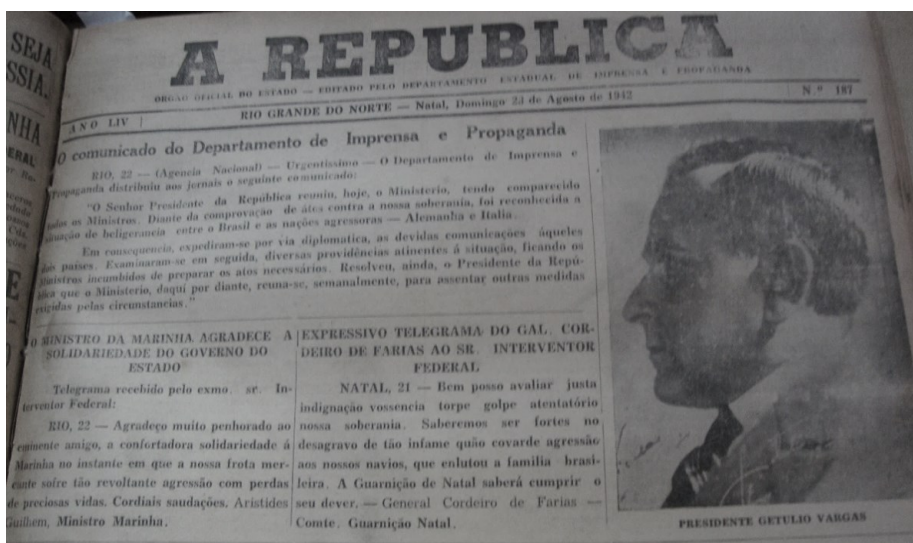 SEJA
SSIA.
NHA
ERAL
A REPUBLICA
ORGÃO OFICIAL DO ESTADO — EDITADO PELO DEPARTAMENTO ESTADUAL DE IMPRENSA E PROPAGANDA
ANO LIV
RIO GRANDE DO NORTE — Natal, Domingo 23 de Agosto de 1942
N.º 187
O comunicado do Departamento de Imprensa e Propaganda
RIO, 22 — (Agencia Nacional) — Urgentissimo — O Departamento de Imprensa e
Propaganda distribuiu aos jornais o seguinte comunicado:
"O Senhor Presidente da República reuniu, hoje, o Ministerio, tendo comparecido
todos os Ministros. Diante da comprovação de átos contra a nossa soberania, foi reconhecida a
situação de beligerancia entre o Brasil e as nações agressoras — Alemanha e Italia.
Em consequencia, expediram-se por via diplomatica, as devidas comunicações áqueles
dois paises. Examinaram-se em seguida, diversas providências atinentes á situação, ficando os
Ministros incumbidos de preparar os atos necessários. Resolveu, ainda, o Presidente da Repú-
blica que o Ministerio, daqui por diante, reuna-se, semanalmente, para assentar outras medidas
exigidas pelas circunstancias."
O MINISTRO DA MARINHA AGRADECE A
SOLIDARIEDADE DO GOVERNO DO
ESTADO
Telegrama recebido pelo exmo. sr. In-
terventor Federal:
RIO, 22 — Agradeço muito penhorado ao
eminente amigo, a confortadora solidariedade á
Marinha no instante em que a nossa frota mer-
cante sofre tão revoltante agressão com perdas
de preciosas vidas. Cordiais saudações. Aristides
Guilhem, Ministro Marinha.
EXPRESSIVO TELEGRAMA DO GAL. COR-
DEIRO DE FARIAS AO SR. INTERVENTOR
FEDERAL
NATAL, 21 — Bem posso avaliar justa
indignação vossencia torpe golpe atentatório
nossa soberania. Saberemos ser fortes no
desagravo de tão infame quão covarde agressão
aos nossos navios, que enlutou a familia brasi-
leira. A Guarnição de Natal saberá cumprir o
seu dever. — General Cordeiro de Farias —
Comte. Guarnição Natal.
PRESIDENTE GETULIO VARGAS